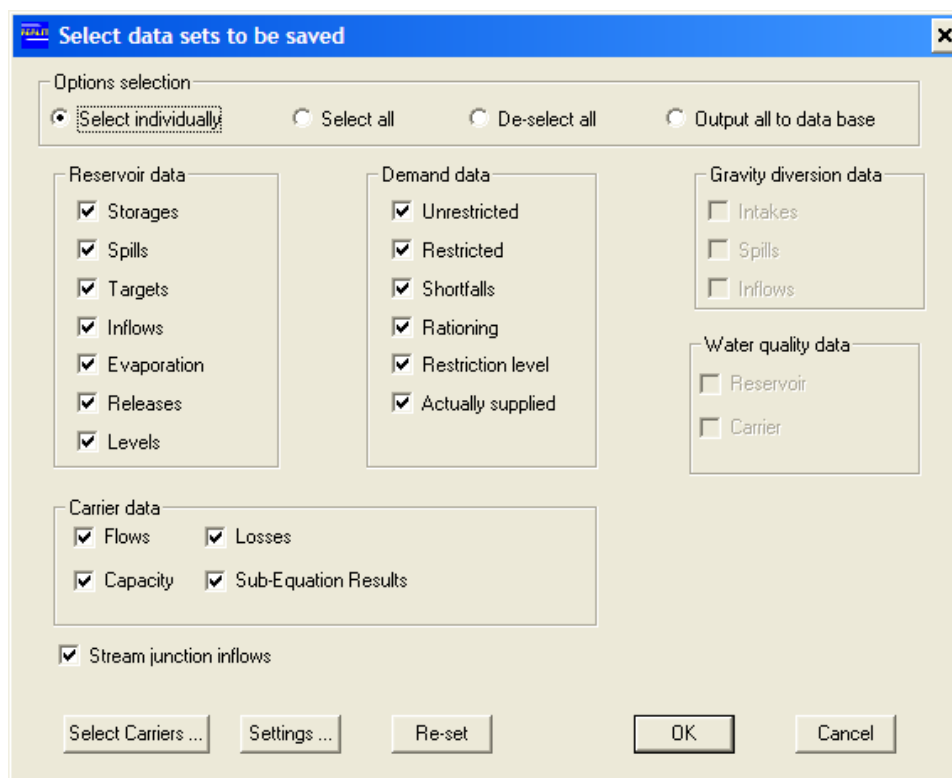 Select data sets to be saved
Options selection
Select individually
Select all
De-select all
Output all to data base
Reservoir data
Storages
Spills
Targets
Inflows
Evaporation
Releases
Levels
Demand data
Unrestricted
Restricted
Shortfalls
Rationing
Restriction level
Actually supplied
Gravity diversion data
Intakes
Spills
Inflows
Water quality data
Reservoir
Carrier
Carrier data
Flows
Losses
Capacity
Sub-Equation Results
Stream junction inflows
Select Carriers ...
Settings ...
Re-set
OK
Cancel